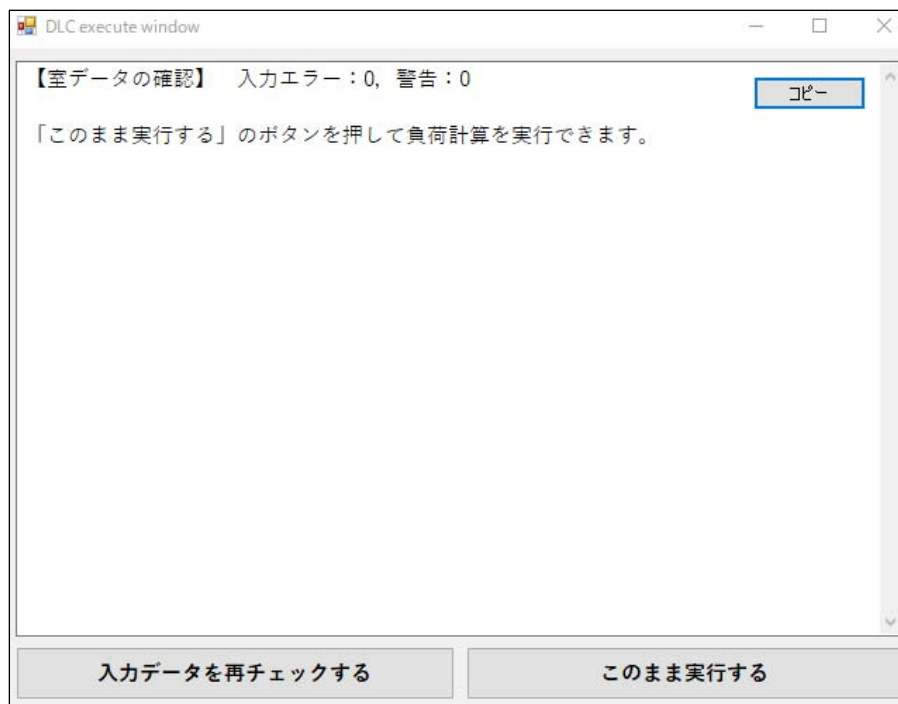 DLC execute window
【室データの確認】　入力エラー：0, 警告：0
コピー
「このまま実行する」のボタンを押して負荷計算を実行できます。
入力データを再チェックする
このまま実行する